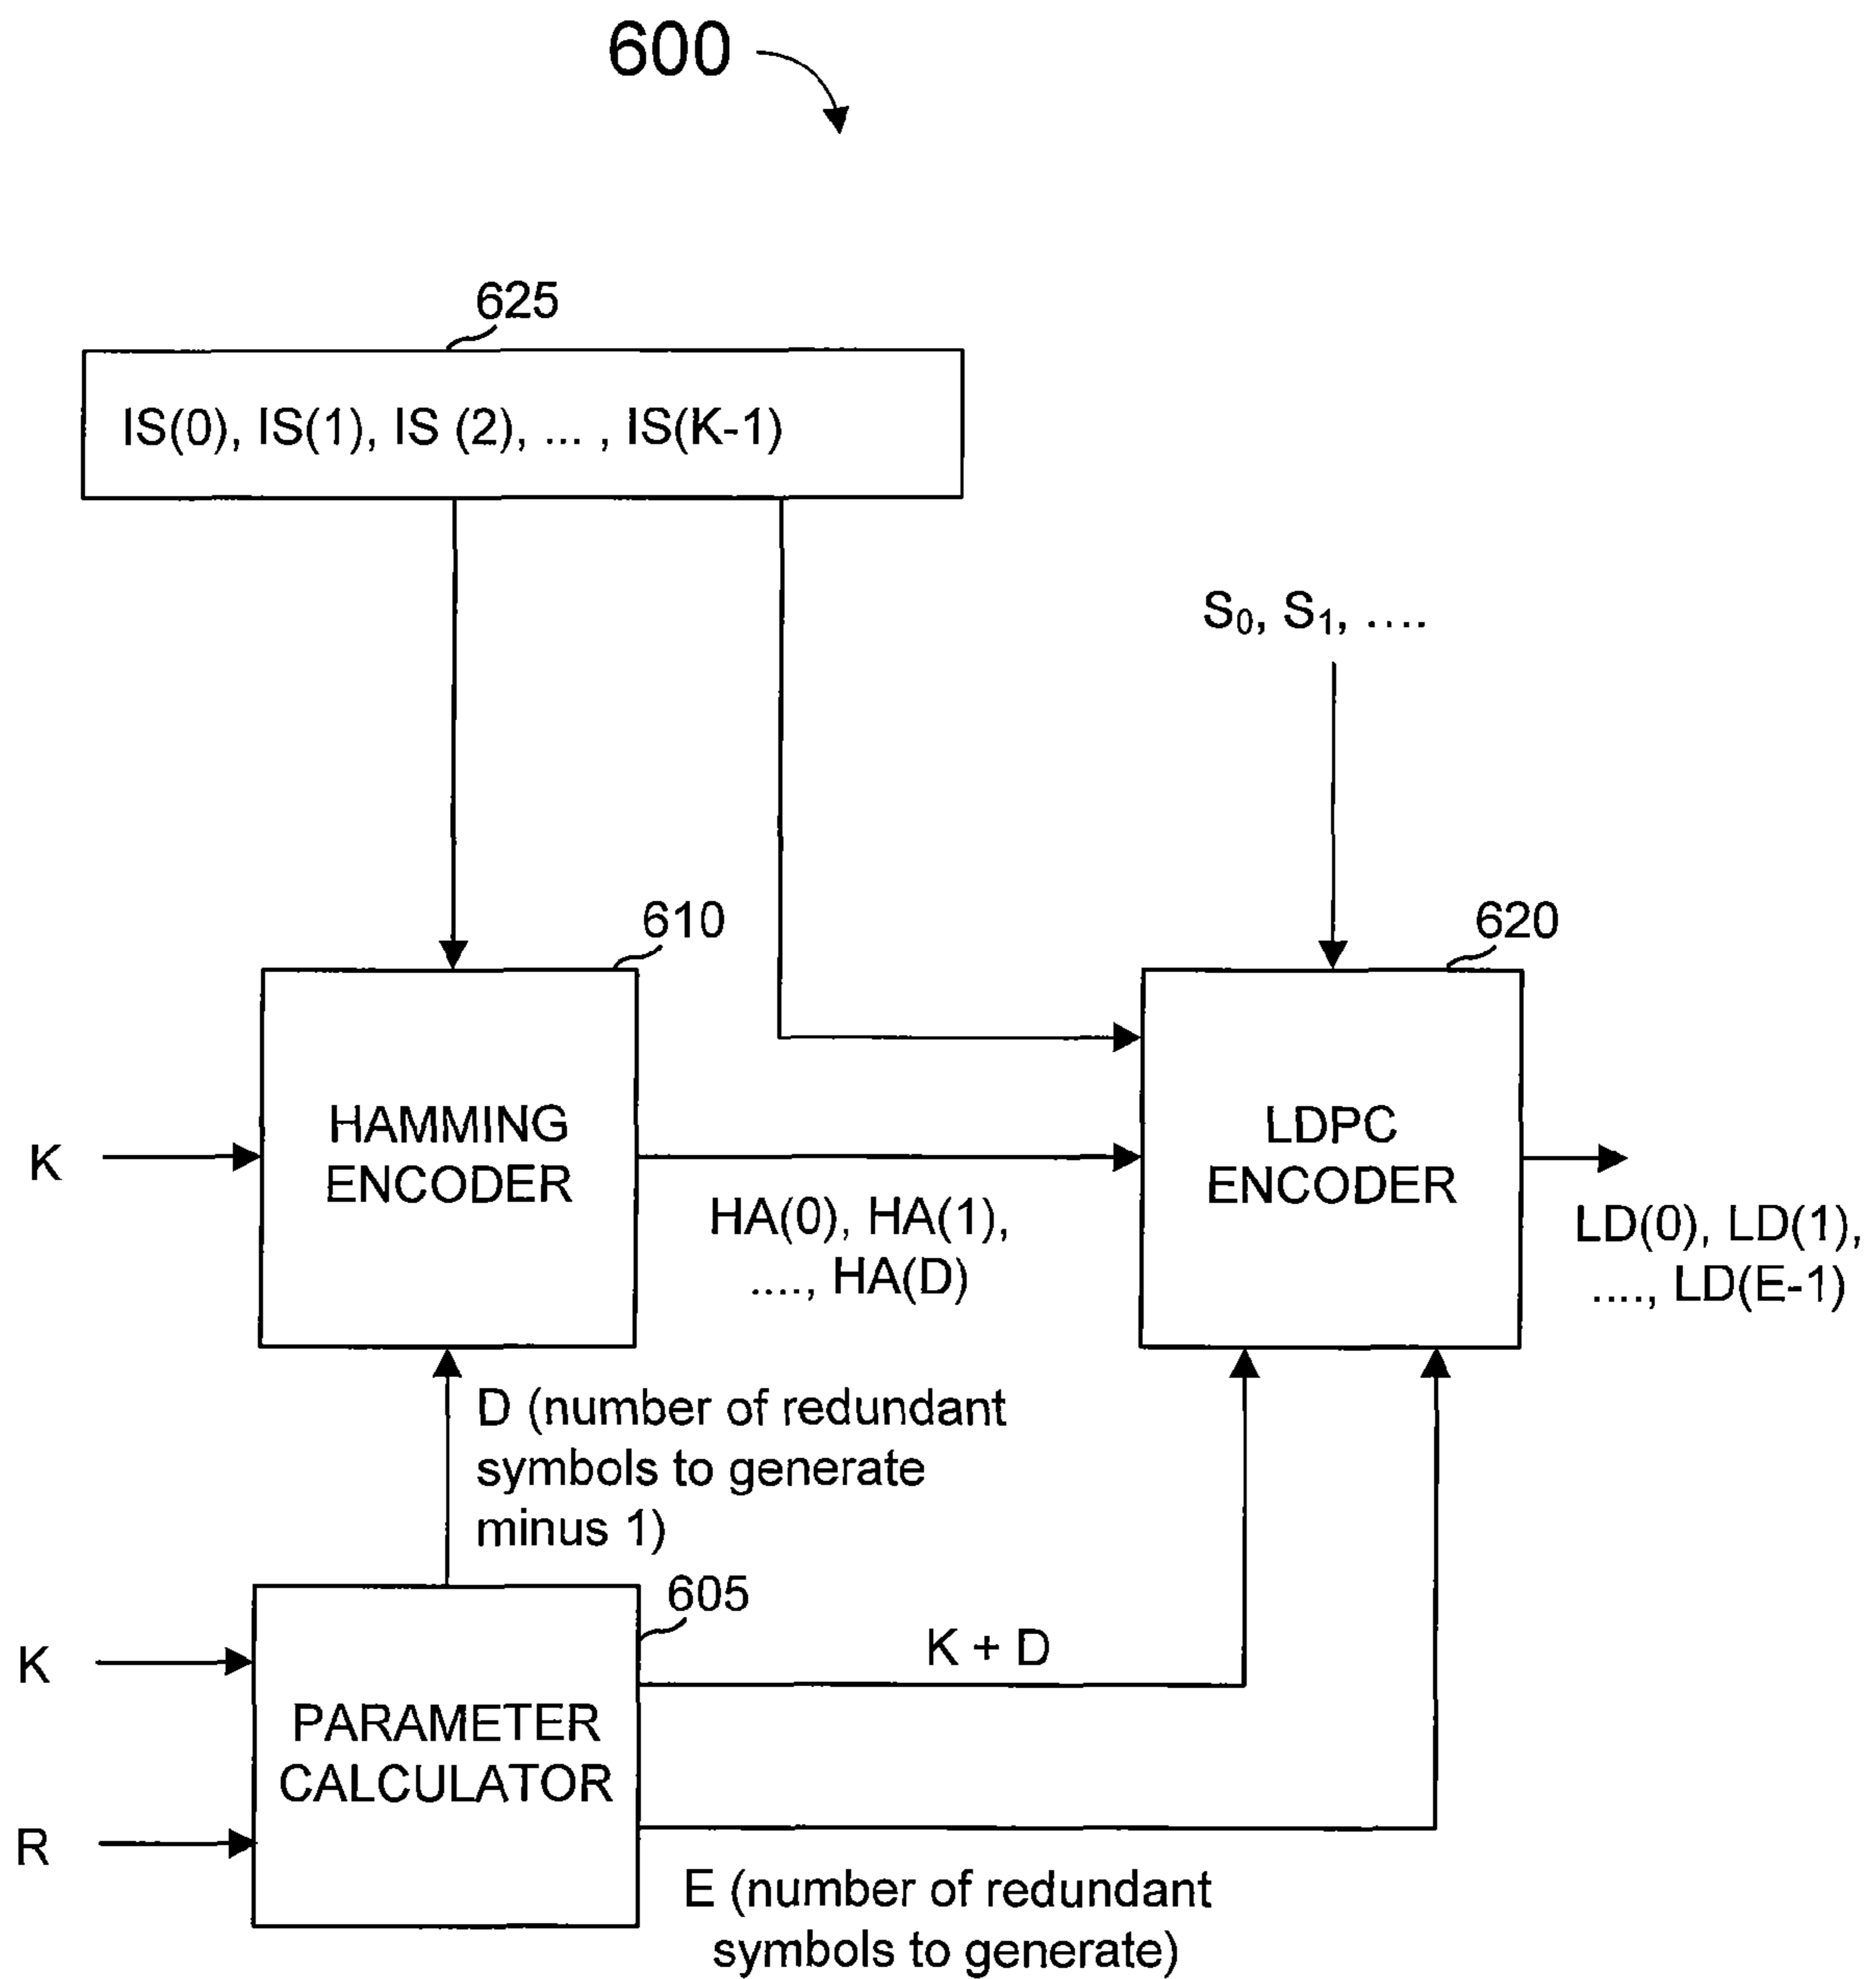 600
625
IS(0), IS(1), IS (2), ... , IS(K-1)
S₀, S₁, ....
610
620
HAMMING
ENCODER
LDPC
ENCODER
K
HA(0), HA(1),
...., HA(D)
LD(0), LD(1),
...., LD(E-1)
D (number of redundant
symbols to generate
minus 1)
605
K
K + D
PARAMETER
CALCULATOR
R
E (number of redundant
symbols to generate)